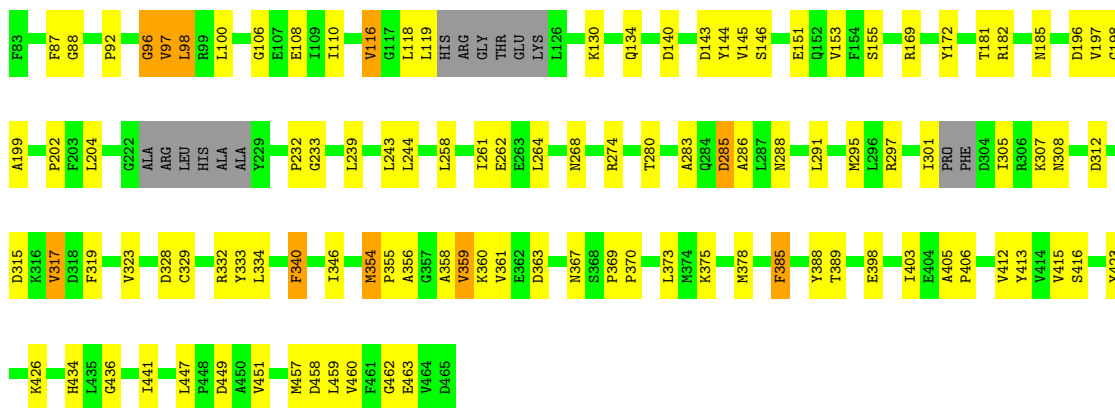 F83 F87 G88 P92 G96 V97 L98 R99 L100 G106 E107 E108 I109 I110 V116 G117 L118 L119 HIS ARG GLY THR GLU LYS L126 K130 Q134 D140 D143 Y144 V145 S146 E151 Q152 V153 F154 S155 R169 Y172 T181 R182 N185 D196 V197
A199 P202 F203 L204 G222 ALA ARG LEU HIS ALA ALA Y229 P232 G233 L239 L243 L244 L258 I261 E262 E263 L264 N268 R274 T280 A283 Q284 D285 A286 L287 N288 L291 M295 L296 R297 I301 PRO PHE D304 I305 R306 K307 N308 D312
D315 K316 V317 D318 F319 V323 D328 C329 R332 Y333 L334 F340 I346 M354 P355 A356 G357 A358 V359 K360 V361 E362 D363 N367 S368 P369 P370 L373 M374 K375 M378 F385 Y388 T389 E398 I403 E404 A405 P406 V412 Y413 V414 V415 S416
K426 H434 L435 G436 I441 L447 P448 D449 A450 V451 M457 D458 L459 V460 F461 G462 E463 V464 D465